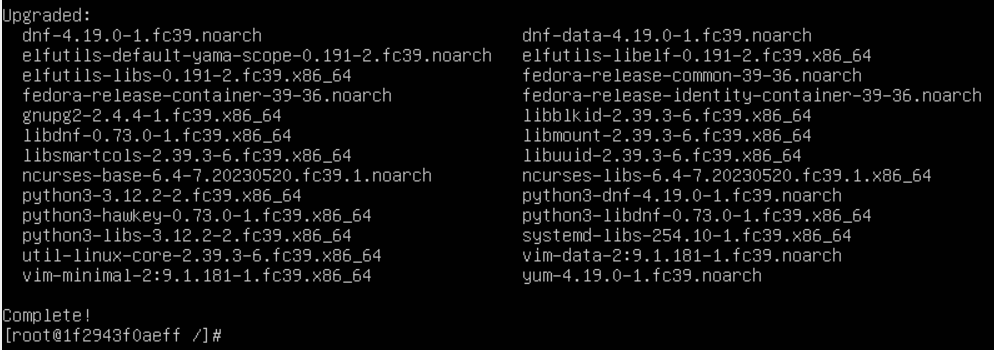 Upgraded:
  dnf-4.19.0-1.fc39.noarch                          dnf-data-4.19.0-1.fc39.noarch
  elfutils-default-yama-scope-0.191-2.fc39.noarch   elfutils-libelf-0.191-2.fc39.x86_64
  elfutils-libs-0.191-2.fc39.x86_64                 fedora-release-common-39-36.noarch
  fedora-release-container-39-36.noarch             fedora-release-identity-container-39-36.noarch
  gnupg2-2.4.4-1.fc39.x86_64                        libblkid-2.39.3-6.fc39.x86_64
  libdnf-0.73.0-1.fc39.x86_64                       libmount-2.39.3-6.fc39.x86_64
  libsmartcols-2.39.3-6.fc39.x86_64                 libuuid-2.39.3-6.fc39.x86_64
  ncurses-base-6.4-7.20230520.fc39.1.noarch         ncurses-libs-6.4-7.20230520.fc39.1.x86_64
  python3-3.12.2-2.fc39.x86_64                      python3-dnf-4.19.0-1.fc39.noarch
  python3-hawkey-0.73.0-1.fc39.x86_64               python3-libdnf-0.73.0-1.fc39.x86_64
  python3-libs-3.12.2-2.fc39.x86_64                 systemd-libs-254.10-1.fc39.x86_64
  util-linux-core-2.39.3-6.fc39.x86_64              vim-data-2:9.1.181-1.fc39.noarch
  vim-minimal-2:9.1.181-1.fc39.x86_64               yum-4.19.0-1.fc39.noarch

Complete!
[root@1f2943f0aeff /]#